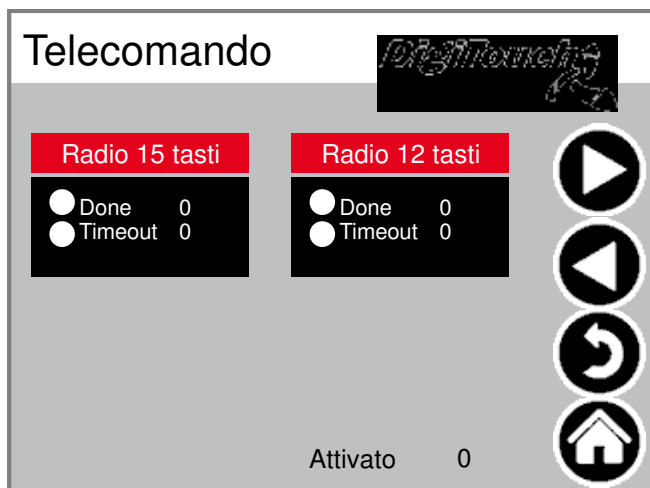 Telecomando
DigiTouch
Radio 15 tasti
Done 0
Timeout 0
Radio 12 tasti
Done 0
Timeout 0
Attivato 0